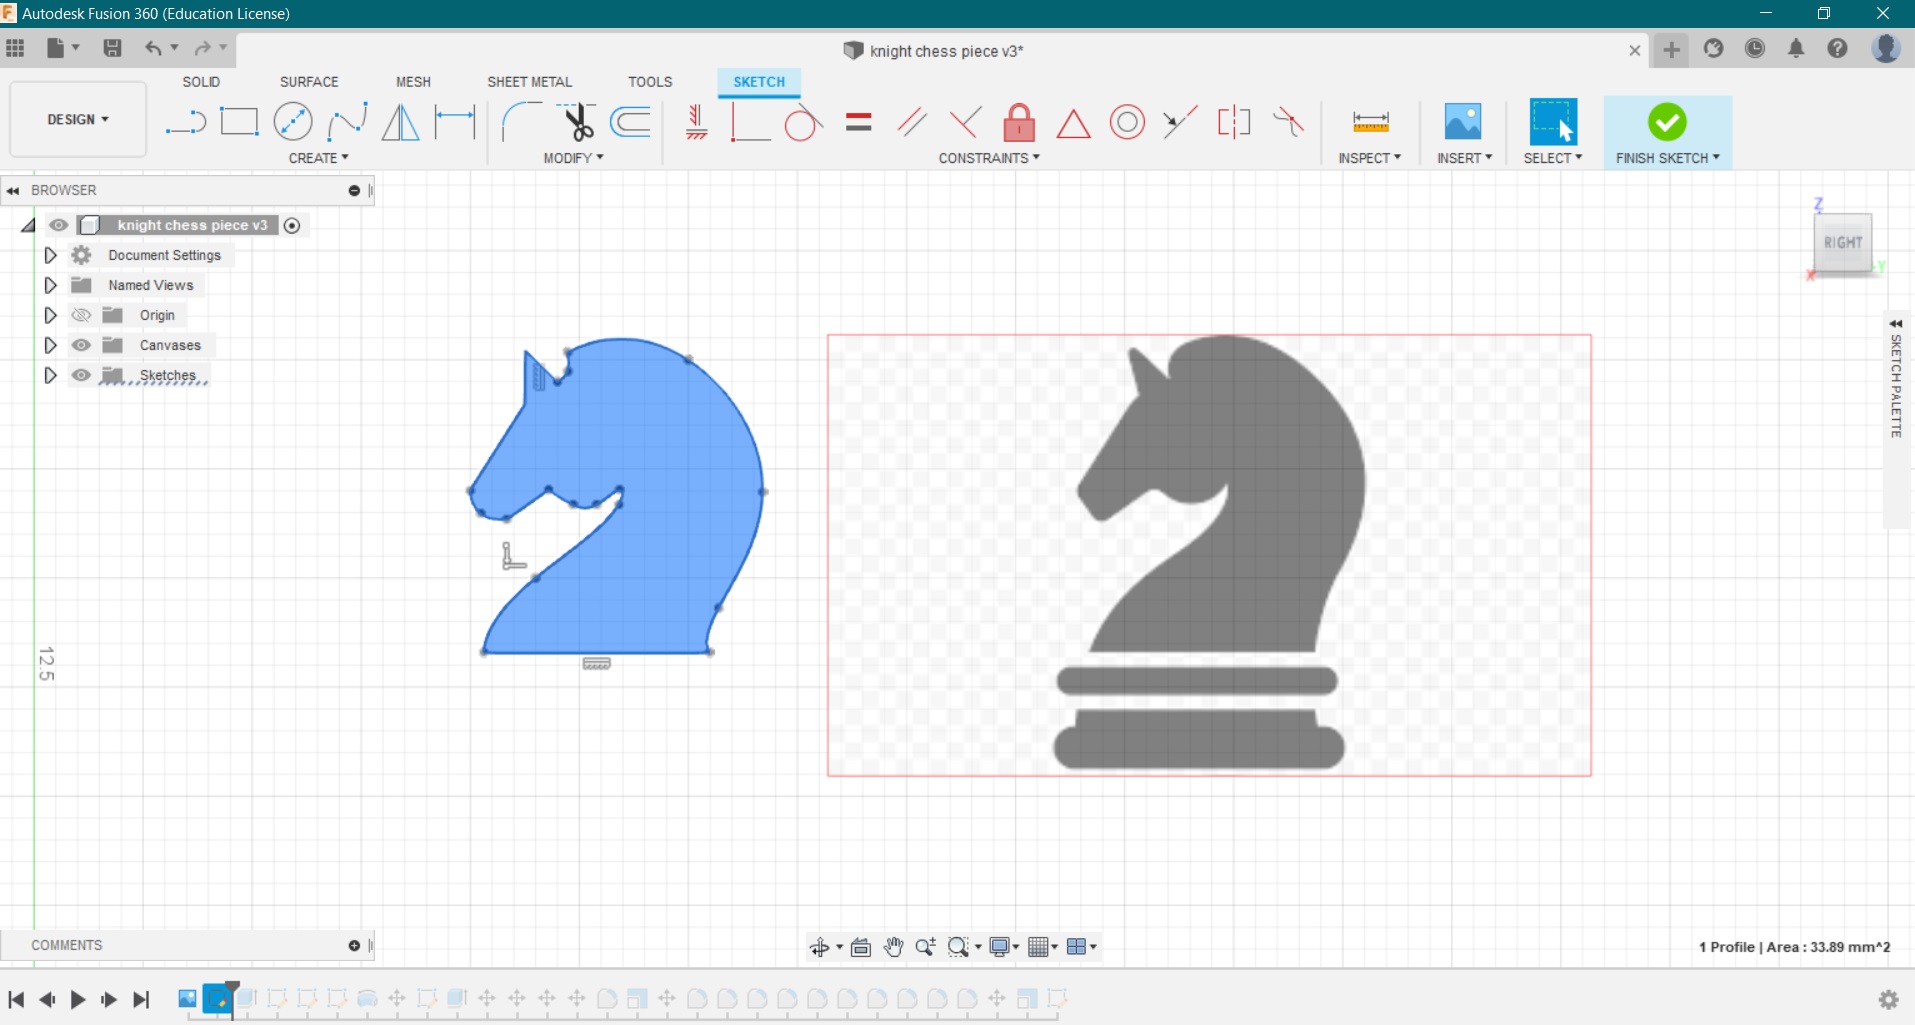 Autodesk Fusion 360 (Education License)
knight chess piece v3*
SOLID SURFACE MESH SHEET METAL TOOLS SKETCH
DESIGN
CREATE MODIFY CONSTRAINTS INSPECT INSERT SELECT FINISH SKETCH
BROWSER
knight chess piece v3
Document Settings
Named Views
Origin
Canvases
Sketches
Z
RIGHT
X
Y
SKETCH PALETTE
12.5
COMMENTS
1 Profile | Area : 33.89 mm^2